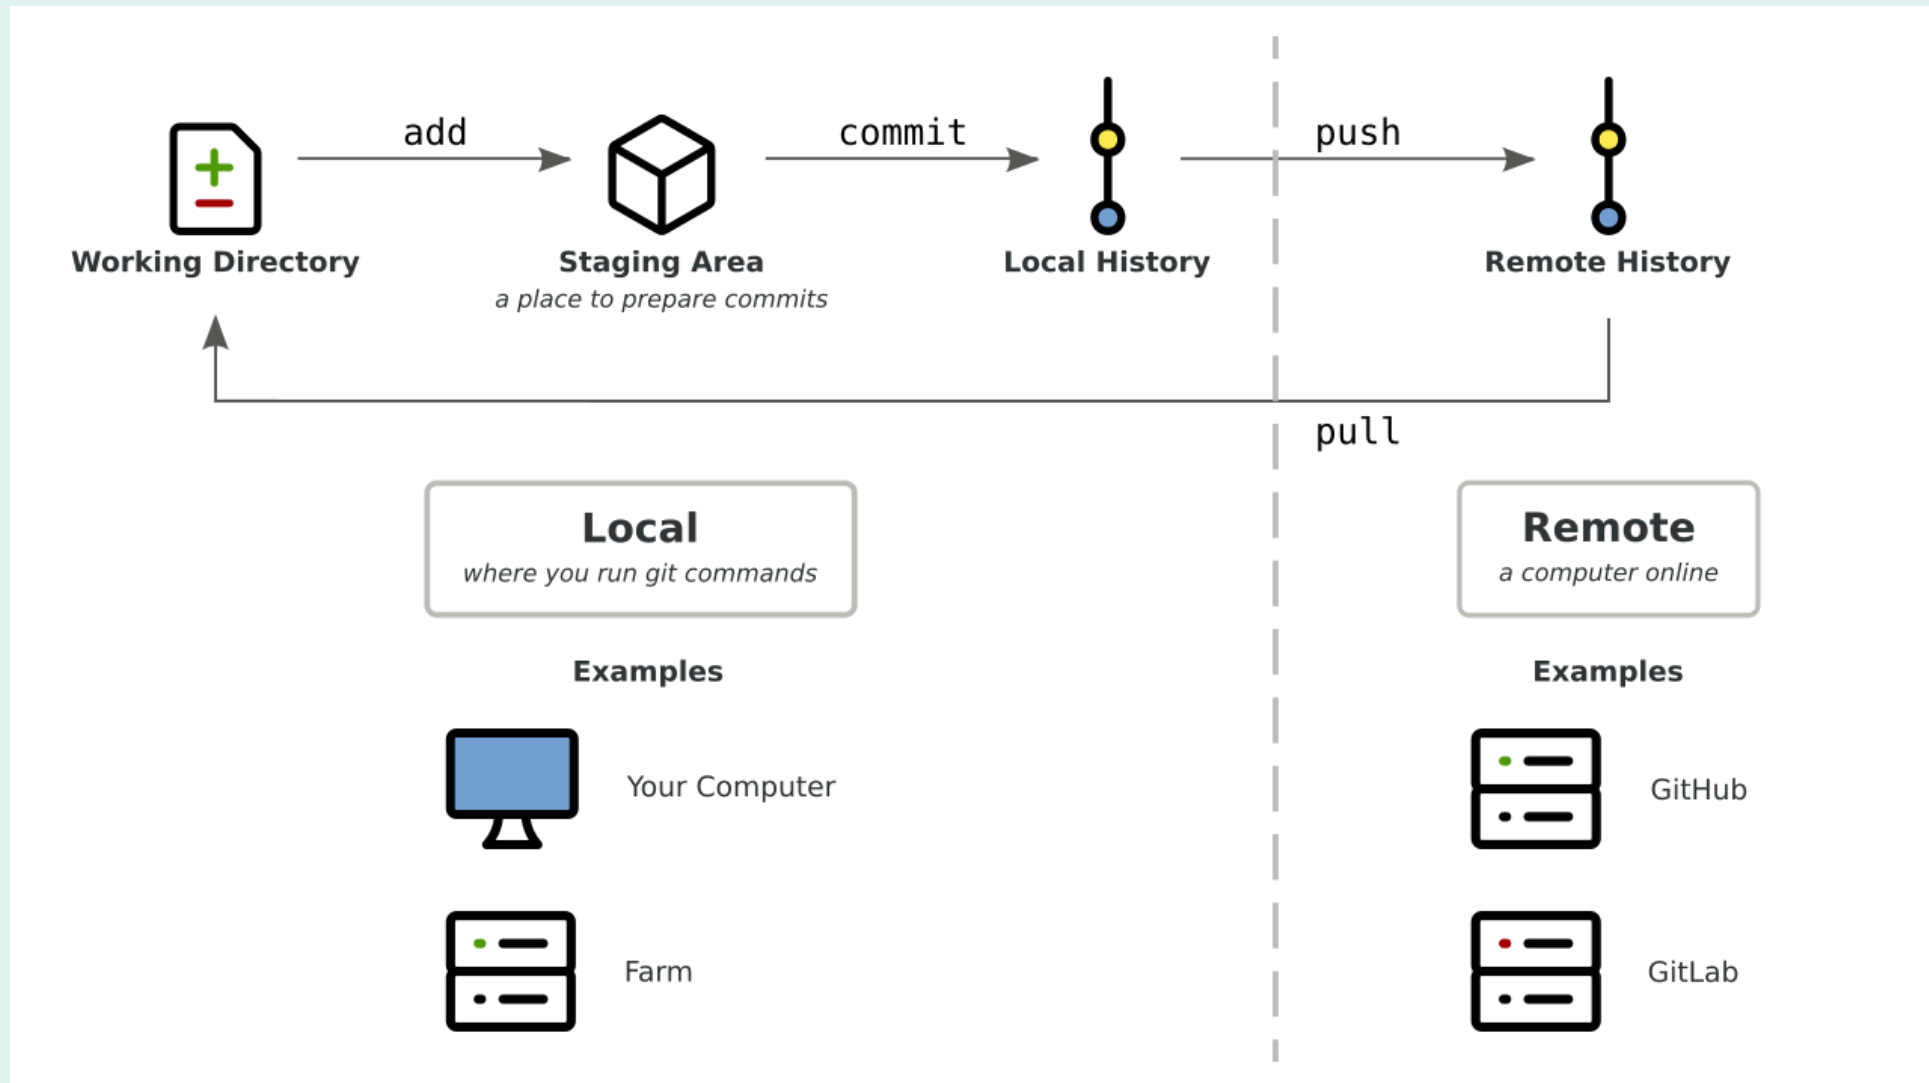 add
commit
push
Working Directory
Staging Area
a place to prepare commits
Local History
Remote History
pull
Local
where you run git commands
Remote
a computer online
Examples
Examples
Your Computer
GitHub
Farm
GitLab